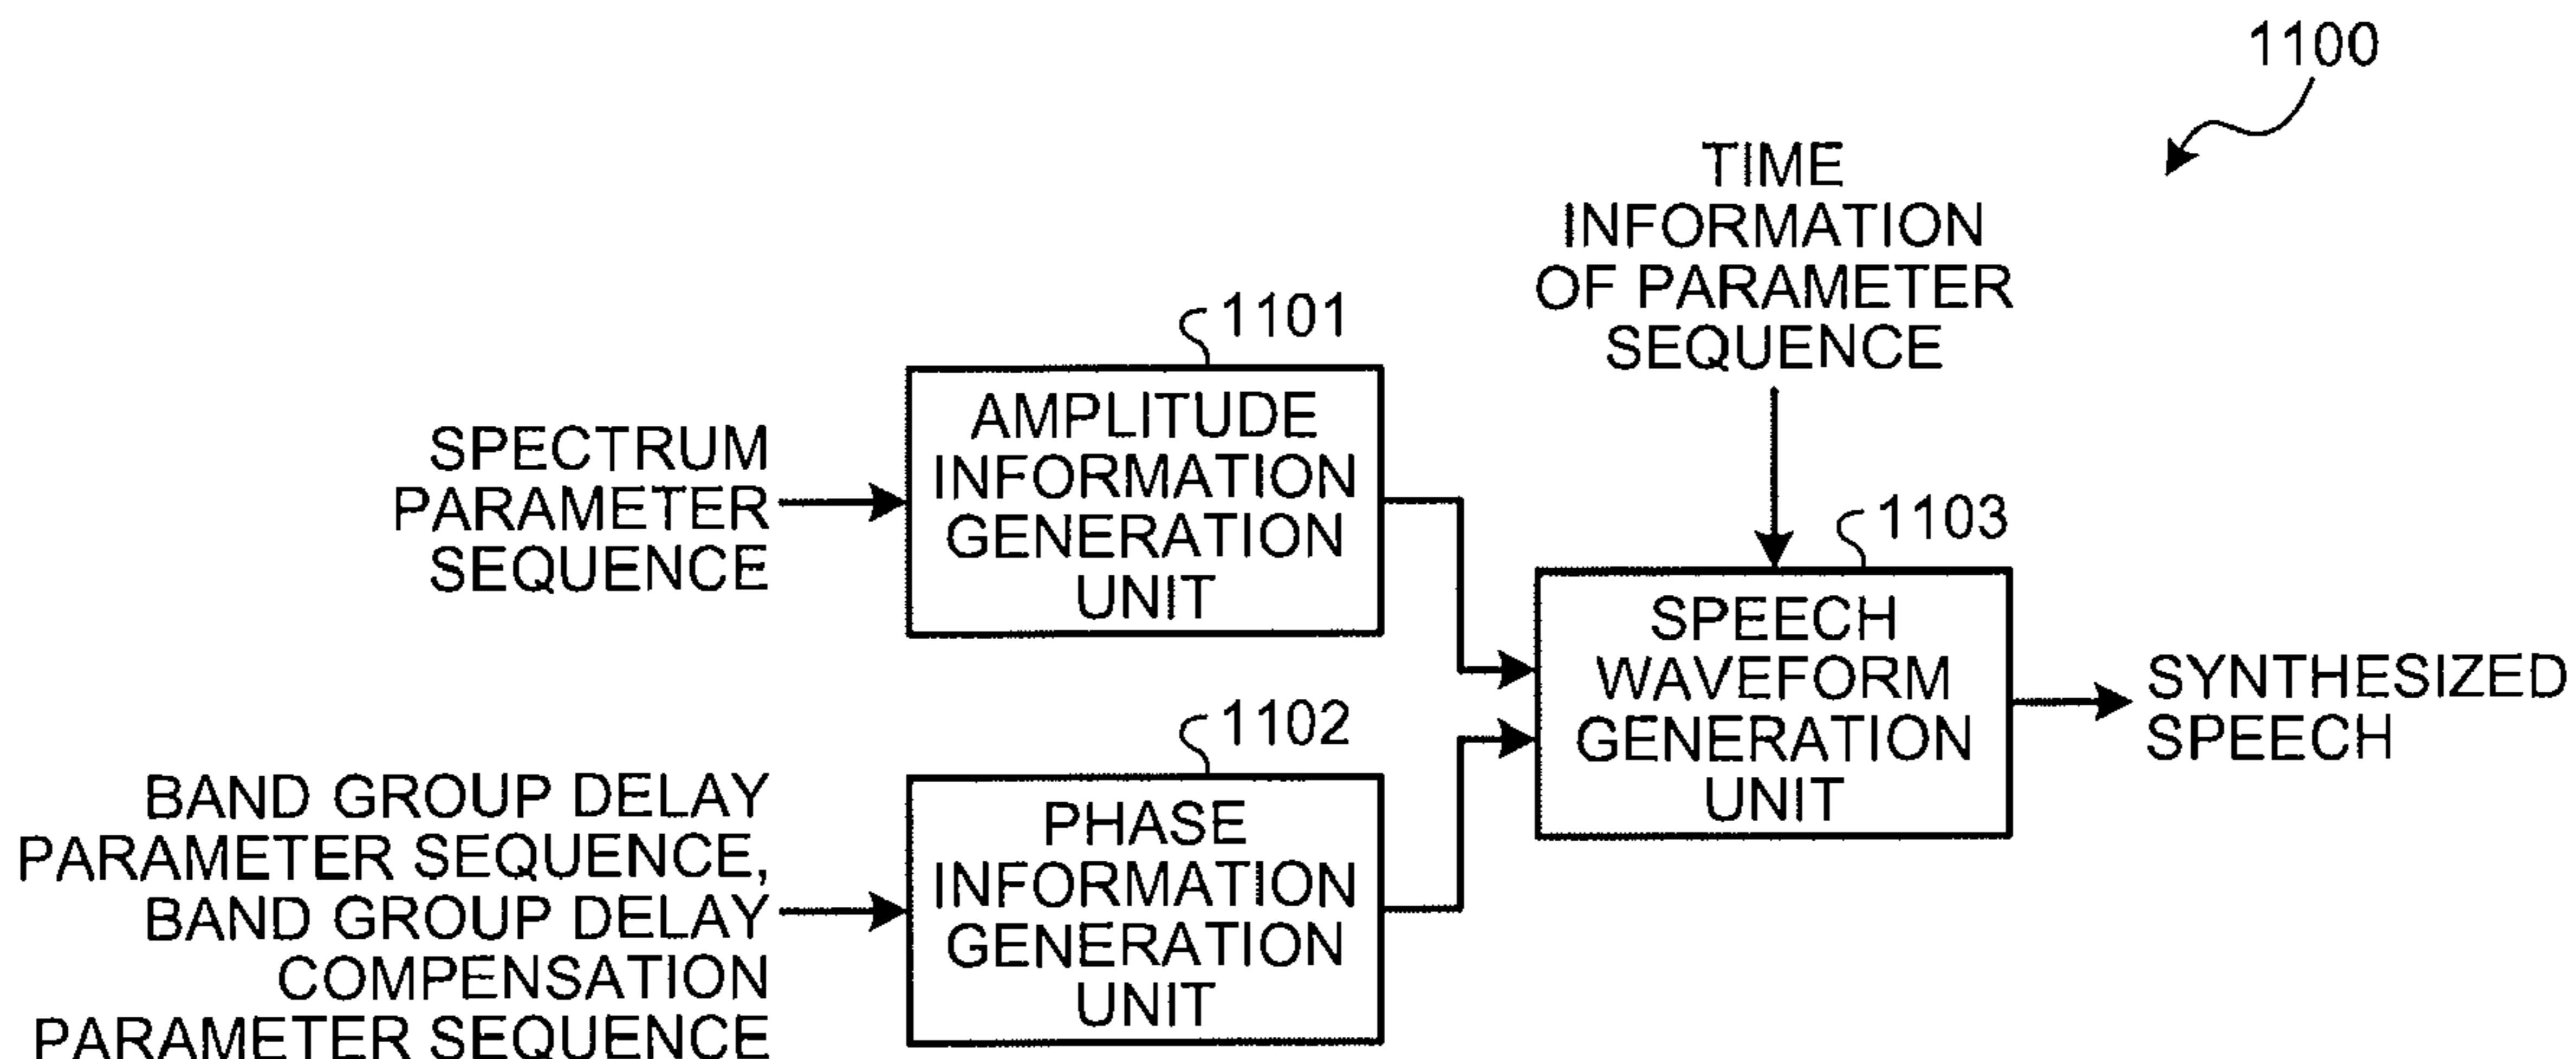 1100
TIME
INFORMATION
OF PARAMETER
SEQUENCE
1101
AMPLITUDE
INFORMATION
GENERATION
UNIT
SPECTRUM
PARAMETER
SEQUENCE
1103
SPEECH
WAVEFORM
GENERATION
UNIT
SYNTHESIZED
SPEECH
1102
PHASE
INFORMATION
GENERATION
UNIT
BAND GROUP DELAY
PARAMETER SEQUENCE,
BAND GROUP DELAY
COMPENSATION
PARAMETER SEQUENCE